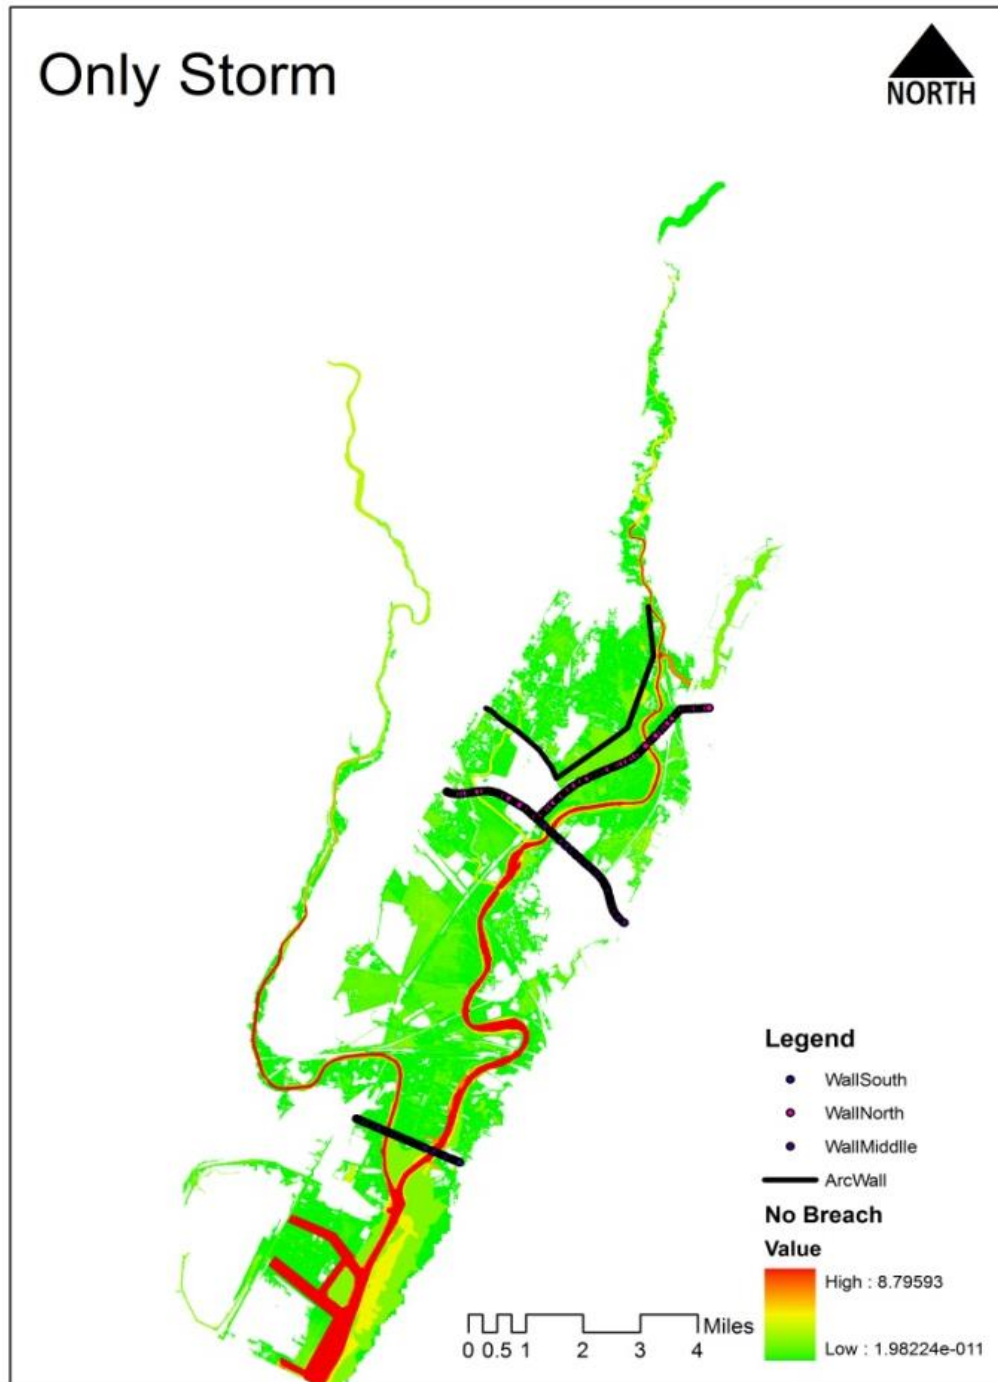 Only Storm
NORTH
Legend
WallSouth
WallNorth
WallMiddlle
ArcWall
No Breach
Value
High : 8.79593
Low : 1.98224e-011
Miles
0 0.5 1 2 3 4